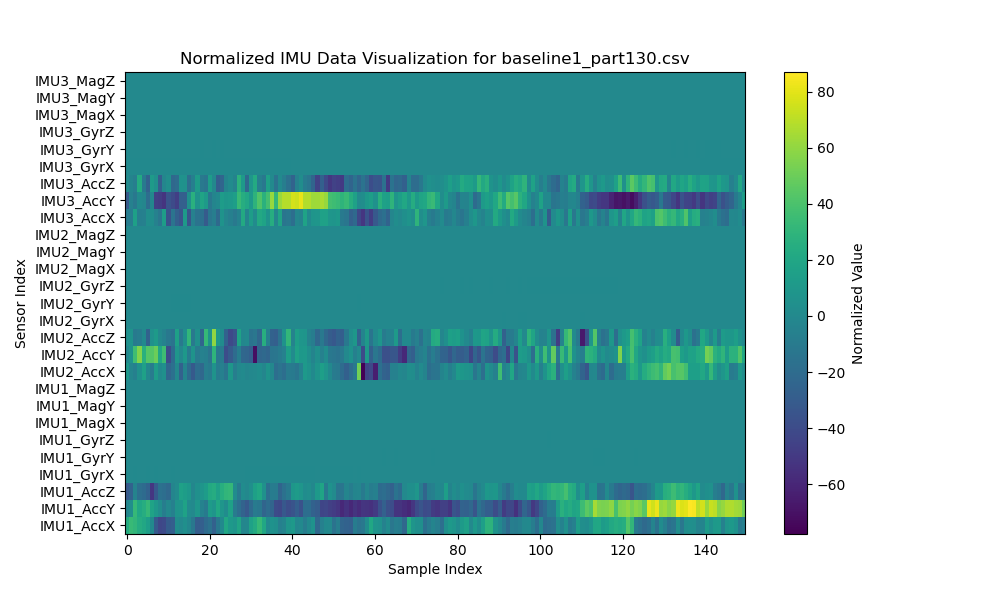 Normalized IMU Data Visualization for baseline1_part130.csv
Sensor Index
IMU3_MagZ
IMU3_MagY
IMU3_MagX
IMU3_GyrZ
IMU3_GyrY
IMU3_GyrX
IMU3_AccZ
IMU3_AccY
IMU3_AccX
IMU2_MagZ
IMU2_MagY
IMU2_MagX
IMU2_GyrZ
IMU2_GyrY
IMU2_GyrX
IMU2_AccZ
IMU2_AccY
IMU2_AccX
IMU1_MagZ
IMU1_MagY
IMU1_MagX
IMU1_GyrZ
IMU1_GyrY
IMU1_GyrX
IMU1_AccZ
IMU1_AccY
IMU1_AccX
0 20 40 60 80 100 120 140
Sample Index
80
60
40
20
0
−20
−40
−60
Normalized Value